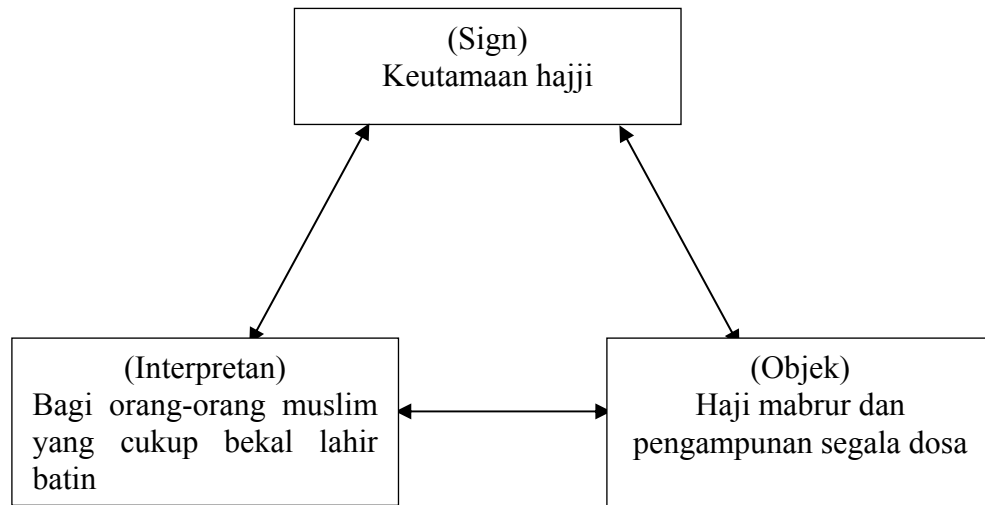 (Sign)
Keutamaan hajji
(Interpretan)
Bagi orang-orang muslim
yang cukup bekal lahir
batin
(Objek)
Haji mabrur dan
pengampunan segala dosa